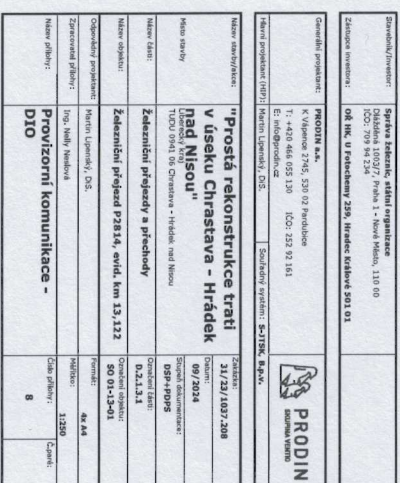 Stavebník/Investor:
Správa železnic, státní organizace
Dlážděná 1003/7, Praha 1 - Nové Město, 110 00
IČO: 709 94 234
Zástupce investora:
OŘ HK, U Fotochemy 259, Hradec Králové 501 01
Generální projektant:
PRODIN a.s.
K Vápence 2745, 530 02 Pardubice
T: +420 466 055 130 IČO: 252 92 161
E: info@prodin.cz
PRODIN
SKUPINA VENTIO
Hlavní projektant (HIP):
Martin Lipenský, DiS.
Souřadný systém: S-JTSK, B.p.v.
Název stavby/akce:
"Prostá rekonstrukce trati
v úseku Chrastava - Hrádek
nad Nisou"
Zakázka:
31/23/1037.208
Datum:
09/2024
Místo stavby
Liberecký kraj
TUDU 0941 06 Chrastava - Hrádek nad Nisou
Stupeň dokumentace:
DSP+PDPS
Název části:
Železniční přejezdy a přechody
Označení části:
D.2.1.3.1
Název objektu:
Železniční přejezd P2814, evid. km 13,122
Označení objektu:
SO 01-13-01
Odpovědný projektant:
Martin Lipenský, DiS.
Formát:
4x A4
Zpracovatel přílohy:
Ing. Nelly Neslová
Měřítko:
1:250
Název přílohy:
Provizorní komunikace -
DIO
Číslo přílohy:
8
Č.paré: